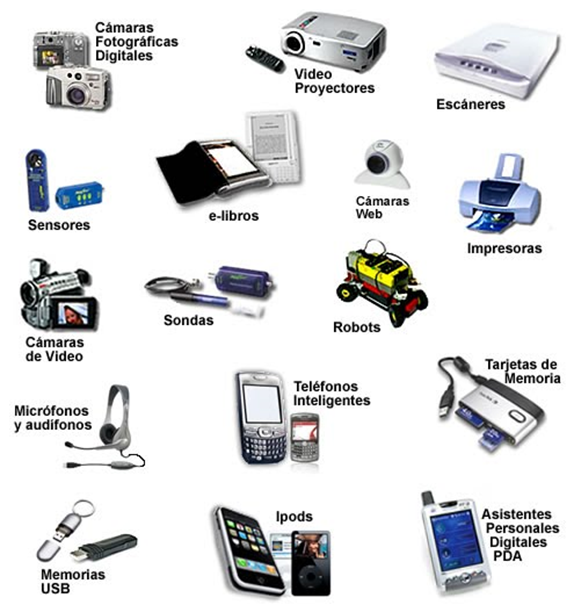 Cámaras
Fotográficas
Digitales
Video
Proyectores
Escáneres
Sensores
e-libros
Cámaras
Web
Impresoras
Cámaras
de Video
Sondas
Robots
Micrófonos
y audífonos
Teléfonos
Inteligentes
Tarjetas de
Memoria
Memorias
USB
Ipods
Asistentes
Personales
Digitales
PDA